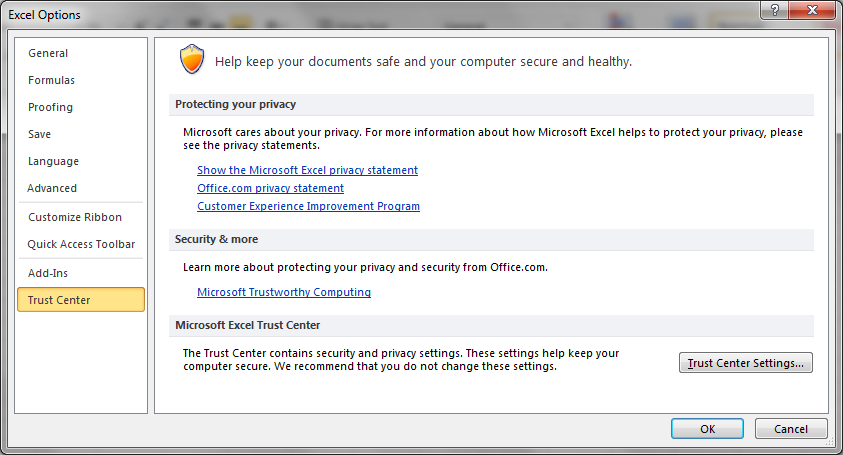 Excel Options
General
Formulas
Proofing
Save
Language
Advanced
Customize Ribbon
Quick Access Toolbar
Add-Ins
Trust Center
Help keep your documents safe and your computer secure and healthy.
Protecting your privacy
Microsoft cares about your privacy. For more information about how Microsoft Excel helps to protect your privacy, please
see the privacy statements.
Show the Microsoft Excel privacy statement
Office.com privacy statement
Customer Experience Improvement Program
Security & more
Learn more about protecting your privacy and security from Office.com.
Microsoft Trustworthy Computing
Microsoft Excel Trust Center
The Trust Center contains security and privacy settings. These settings help keep your
computer secure. We recommend that you do not change these settings.
Trust Center Settings...
OK
Cancel